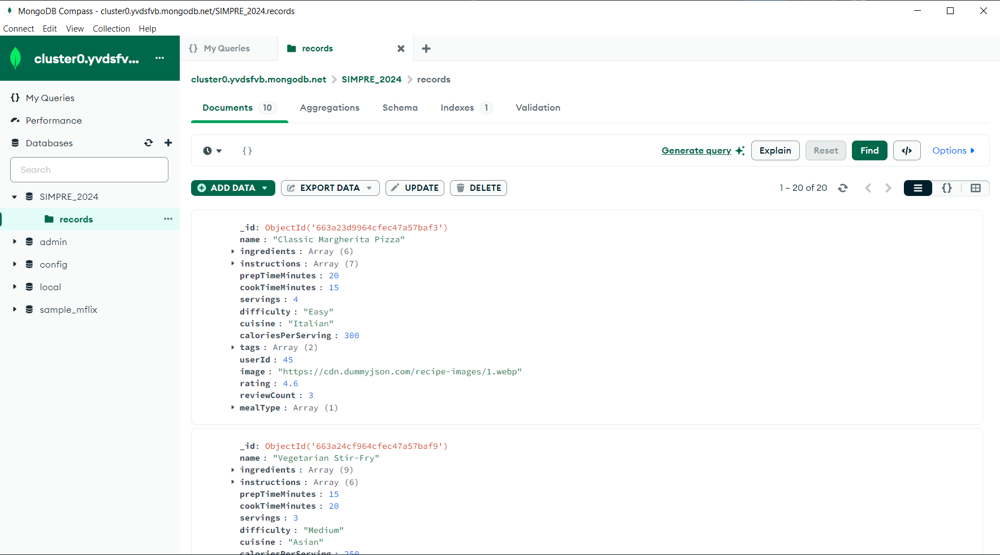 MongoDB Compass - cluster0.yvdsfvb.mongodb.net/SIMPRE_2024.records
Connect Edit View Collection Help
cluster0.yvdsfv... ...
{} My Queries
Performance
Databases
Search
SIMPRE_2024
records ...
admin
config
local
sample_mflix
{} My Queries
records
cluster0.yvdsfvb.mongodb.net > SIMPRE_2024 > records
Documents 10 Aggregations Schema Indexes 1 Validation
{} Generate query Explain Reset Find </> Options
ADD DATA EXPORT DATA UPDATE DELETE 1 – 20 of 20 {}
_id: ObjectId('663a23d9964cfec47a57baf3')
name : "Classic Margherita Pizza"
ingredients : Array (6)
instructions : Array (7)
prepTimeMinutes : 20
cookTimeMinutes : 15
servings : 4
difficulty : "Easy"
cuisine : "Italian"
caloriesPerServing : 300
tags : Array (2)
userId : 45
image : "https://cdn.dummyjson.com/recipe-images/1.webp"
rating : 4.6
reviewCount : 3
mealType : Array (1)
_id: ObjectId('663a24cf964cfec47a57baf9')
name : "Vegetarian Stir-Fry"
ingredients : Array (9)
instructions : Array (6)
prepTimeMinutes : 15
cookTimeMinutes : 20
servings : 3
difficulty : "Medium"
cuisine : "Asian"
caloriesPerServing : 250